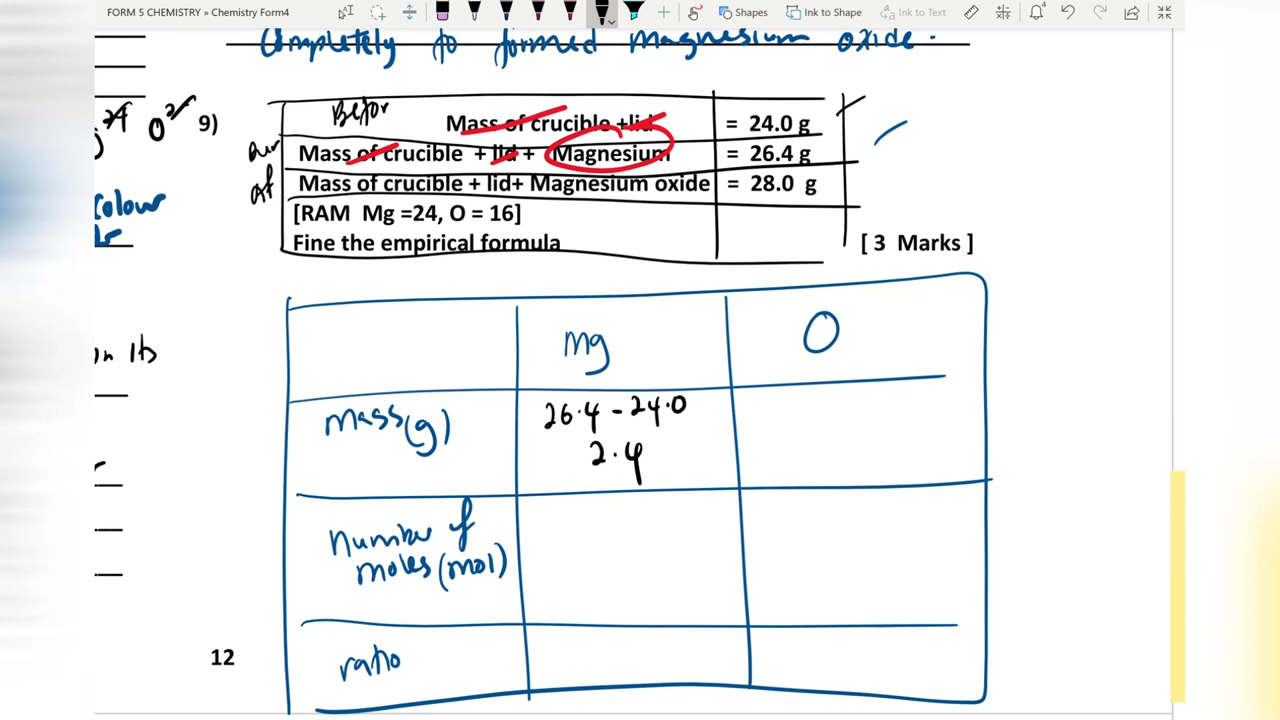 FORM 5 CHEMISTRY » Chemistry Form4
Shapes
Ink to Shape
Ink to Text
Completely to formed magnesium oxide.
9)
Befor
Mass of crucible +lid = 24.0 g
Mass of crucible + lid + Magnesium = 26.4 g
Mass of crucible + lid+ Magnesium oxide = 28.0 g
[RAM Mg =24, O = 16]
Fine the empirical formula
[ 3 Marks ]
colour
Mg O
mass(g) 26.4 - 24.0
2.4
number of
moles (mol)
ratio
12